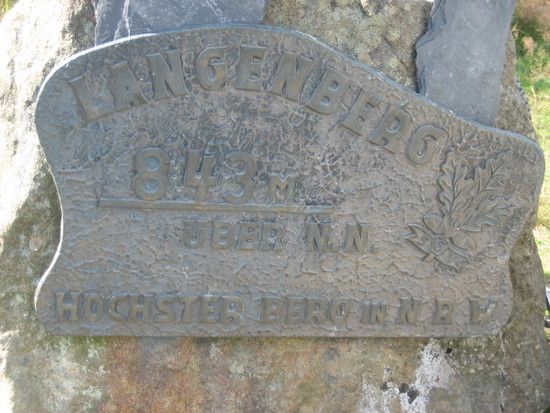 LANGENBERG
843 M
ÜBER N.N.
HÖCHSTER BERG IN N R W